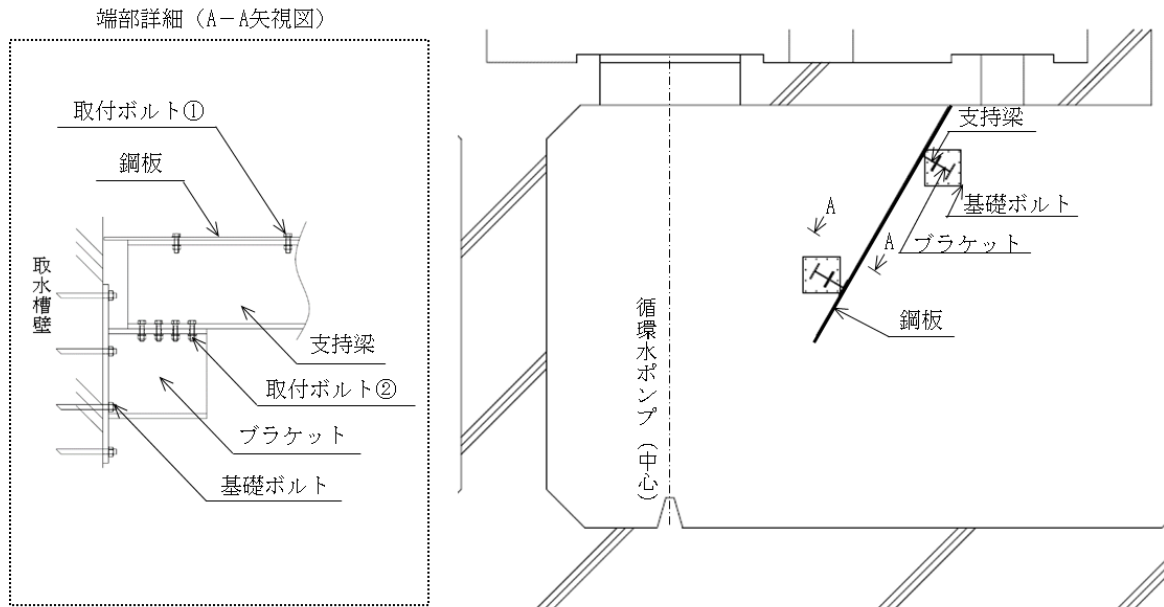 端部詳細（A－A矢視図）
取付ボルト①
鋼板
取水槽壁
支持梁
取付ボルト②
ブラケット
基礎ボルト
支持梁
基礎ボルト
A
ブラケット
A
鋼板
循環水ポンプ（中心）